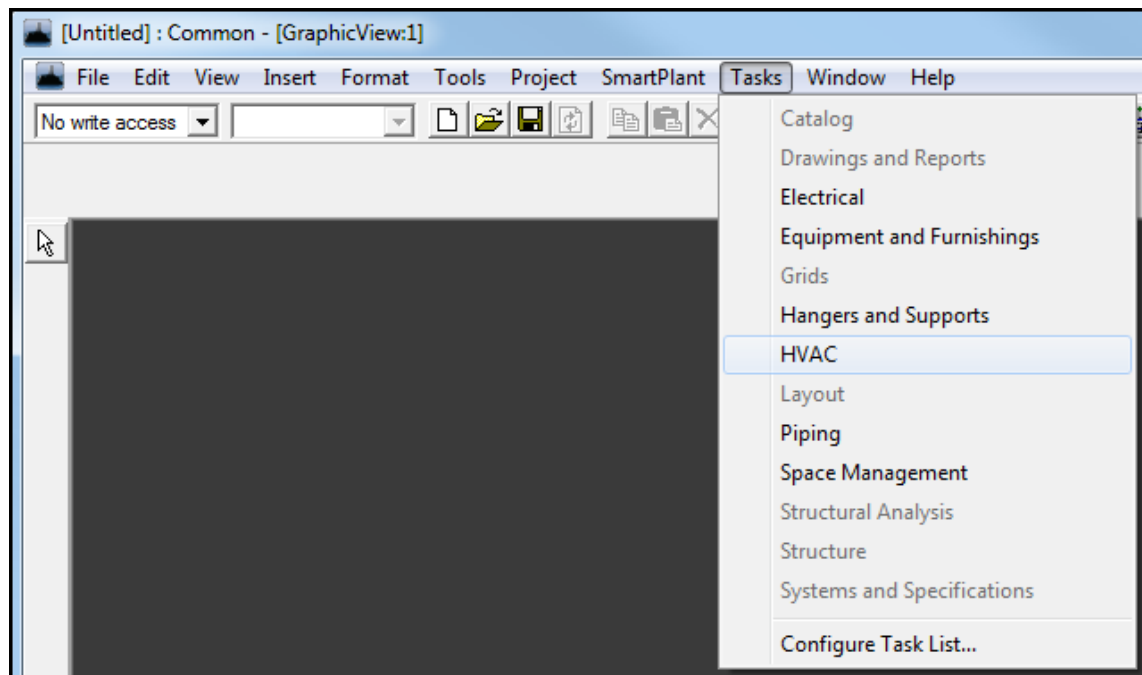 [Untitled] : Common - [GraphicView:1]
File Edit View Insert Format Tools Project SmartPlant Tasks Window Help
No write access
Catalog
Drawings and Reports
Electrical
Equipment and Furnishings
Grids
Hangers and Supports
HVAC
Layout
Piping
Space Management
Structural Analysis
Structure
Systems and Specifications
Configure Task List...